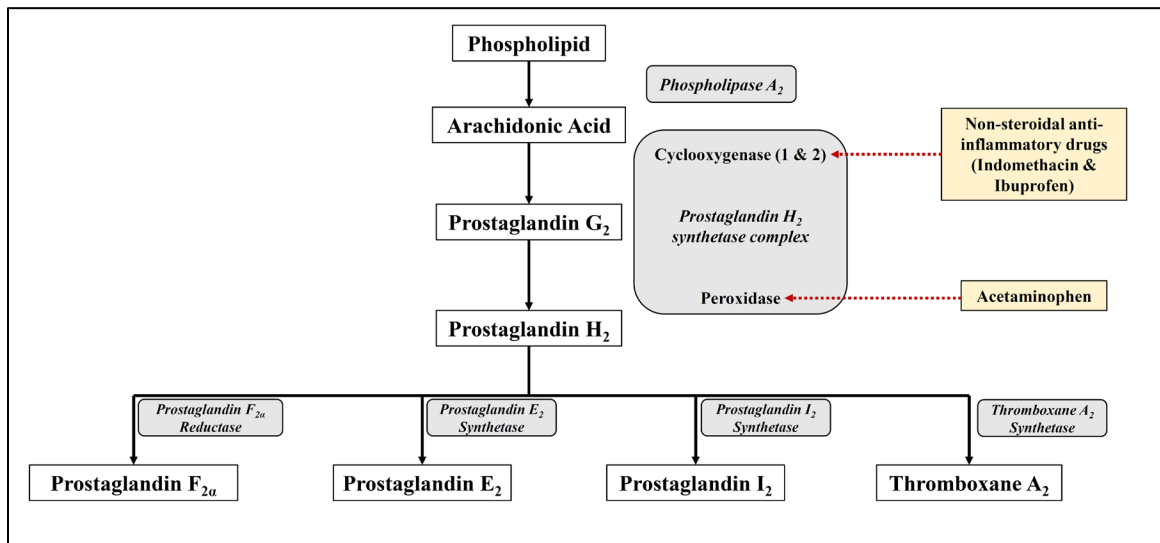 Phospholipid
Phospholipase A₂
Arachidonic Acid
Non-steroidal anti-
inflammatory drugs
(Indomethacin &
Ibuprofen)
Cyclooxygenase (1 & 2)
Prostaglandin G₂
Prostaglandin H₂
synthetase complex
Peroxidase
Acetaminophen
Prostaglandin H₂
Prostaglandin F₂α
Reductase
Prostaglandin E₂
Synthetase
Prostaglandin I₂
Synthetase
Thromboxane A₂
Synthetase
Prostaglandin F₂α
Prostaglandin E₂
Prostaglandin I₂
Thromboxane A₂